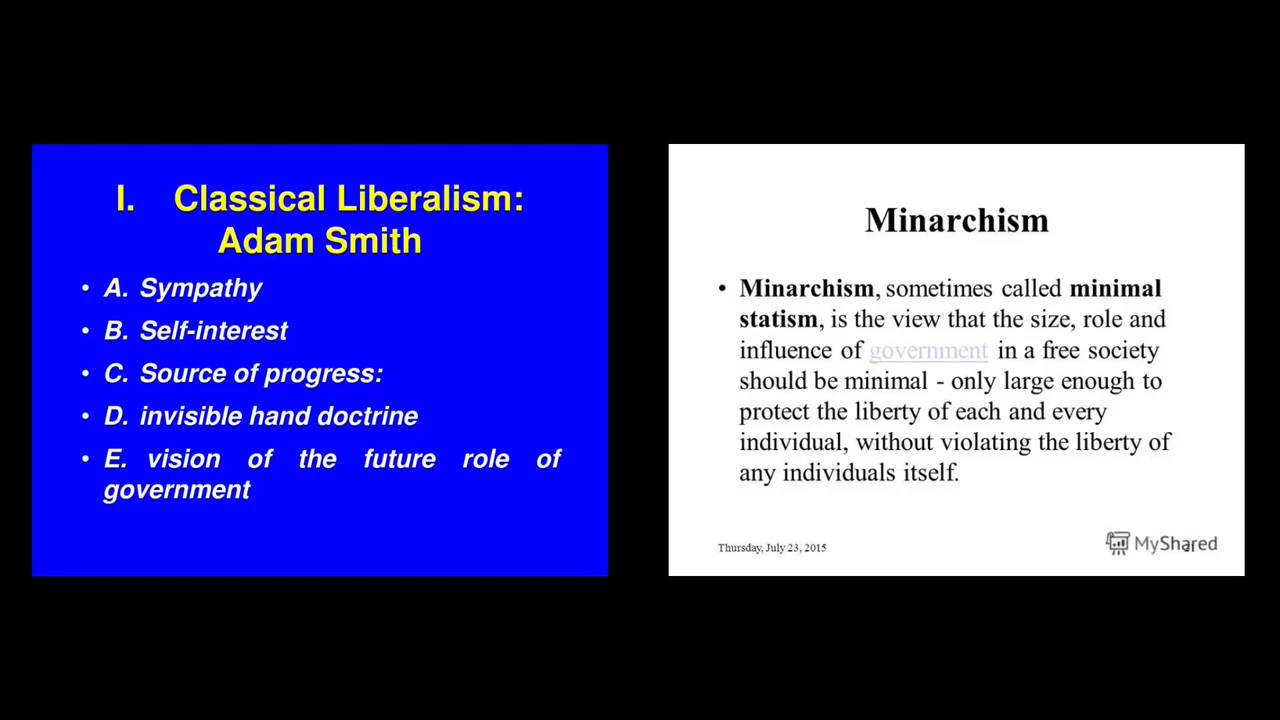 I. Classical Liberalism:
Adam Smith
• A. Sympathy
• B. Self-interest
• C. Source of progress:
• D. invisible hand doctrine
• E. vision of the future role of
government
Minarchism
• Minarchism, sometimes called minimal
statism, is the view that the size, role and
influence of government in a free society
should be minimal - only large enough to
protect the liberty of each and every
individual, without violating the liberty of
any individuals itself.
Thursday, July 23, 2015
MyShared